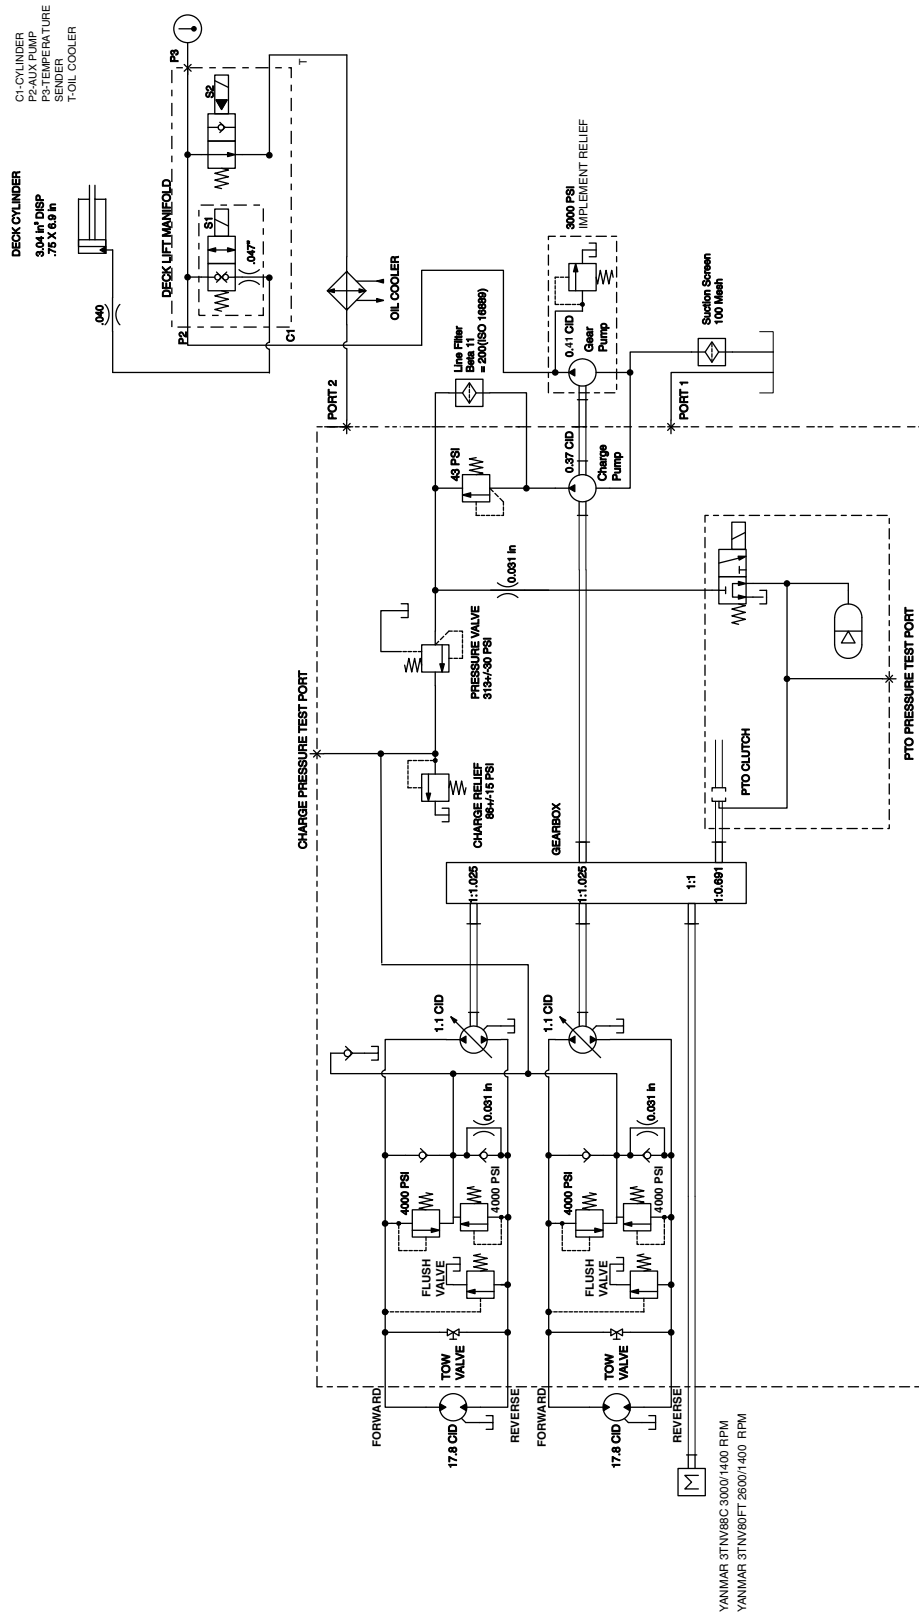 C1-CYLINDER
P2-AUX PUMP
P3-TEMPERATURE
SENDER
T-OIL COOLER
DECK CYLINDER
3.04 in³ DISP
.75 X 6.9 in
.040
DECK LIFT MANIFOLD
P3
S2
S1
.047"
P2
C1
T
OIL COOLER
PORT 2
3000 PSI
IMPLEMENT RELIEF
Line Filter
Beta 11
= 200(ISO 16889)
0.41 CID
Gear
Pump
Suction Screen
100 Mesh
PORT 1
43 PSI
0.37 CID
Charge
Pump
0.031 in
PRESSURE VALVE
313+/-30 PSI
CHARGE PRESSURE TEST PORT
CHARGE RELIEF
86+/-15 PSI
PTO CLUTCH
PTO PRESSURE TEST PORT
GEARBOX
1:1.025
1:1.025
1:1
1:0.691
1.1 CID
1.1 CID
0.031 in
0.031 in
4000 PSI
4000 PSI
4000 PSI
4000 PSI
FLUSH
VALVE
FLUSH
VALVE
TOW
VALVE
TOW
VALVE
FORWARD
REVERSE
FORWARD
REVERSE
17.8 CID
17.8 CID
M
YANMAR 3TNV88C 3000/1400 RPM
YANMAR 3TNV80FT 2600/1400 RPM